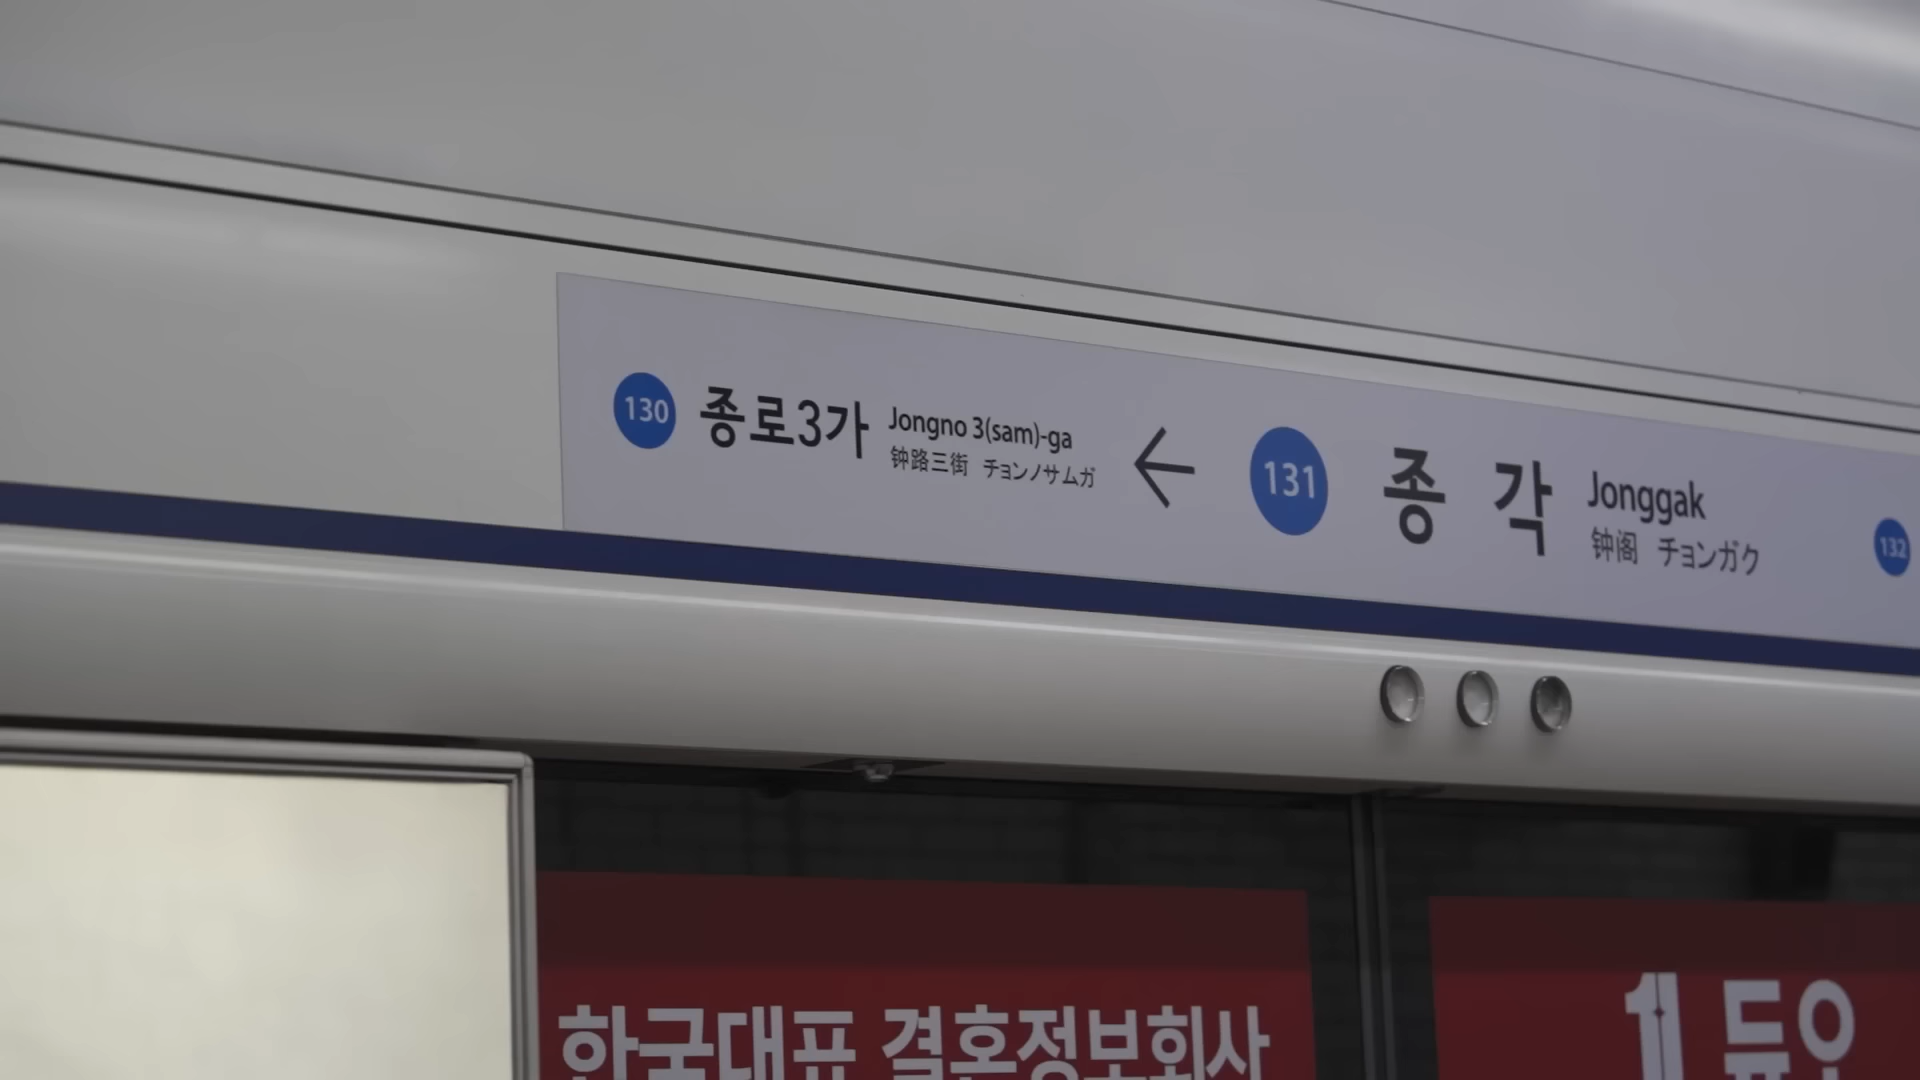 130 종로3가 Jongno 3(sam)-ga
钟路三街 チョンノサムガ
←
131 종 각 Jonggak
钟阁 チョンガク
132
한국대표 결혼정보회사
1 듀오